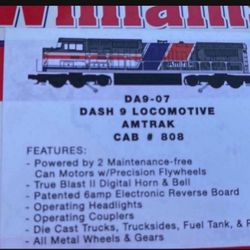 Williams
Amtrak
DA9-07
DASH 9 LOCOMOTIVE
AMTRAK
CAB # 808
FEATURES:
- Powered by 2 Maintenance-free
Can Motors w/Precision Flywheels
- True Blast II Digital Horn & Bell
- Patented 6amp Electronic Reverse Board
- Operating Headlights
- Operating Couplers
- Die Cast Trucks, Trucksides, Fuel Tank, &
- All Metal Wheels & Gears